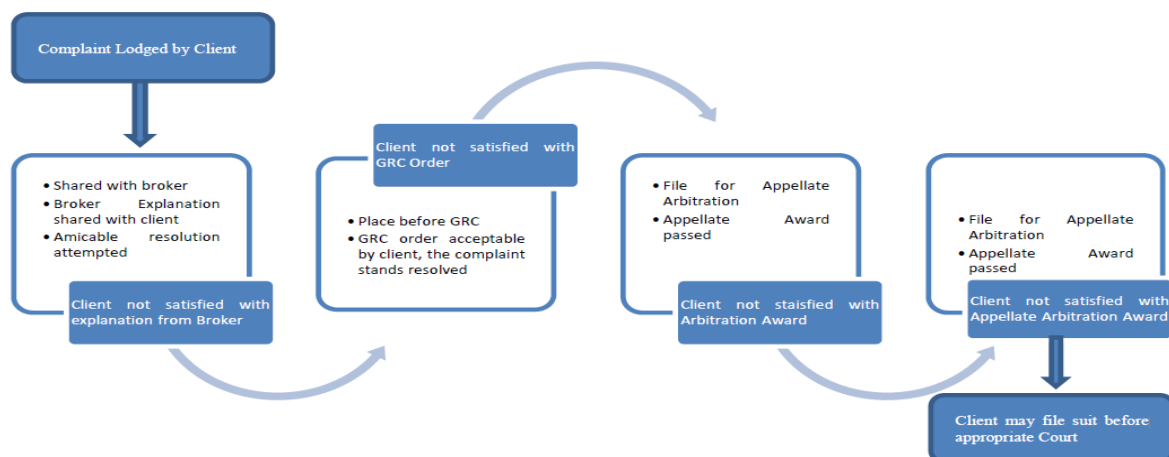 Complaint Lodged by Client
• Shared with broker
• Broker Explanation
shared with client
• Amicable resolution
attempted
Client not satisfied with
explanation from Broker
Client not satisfied with
GRC Order
• Place before GRC
• GRC order acceptable
by client, the complaint
stands resolved
• File for Appellate
Arbitration
• Appellate Award
passed
Client not staisfied with
Arbitration Award
• File for Appellate
Arbitration
• Appellate Award
passed
Client not satisfied with
Appellate Arbitration Award
Client may file suit before
appropriate Court